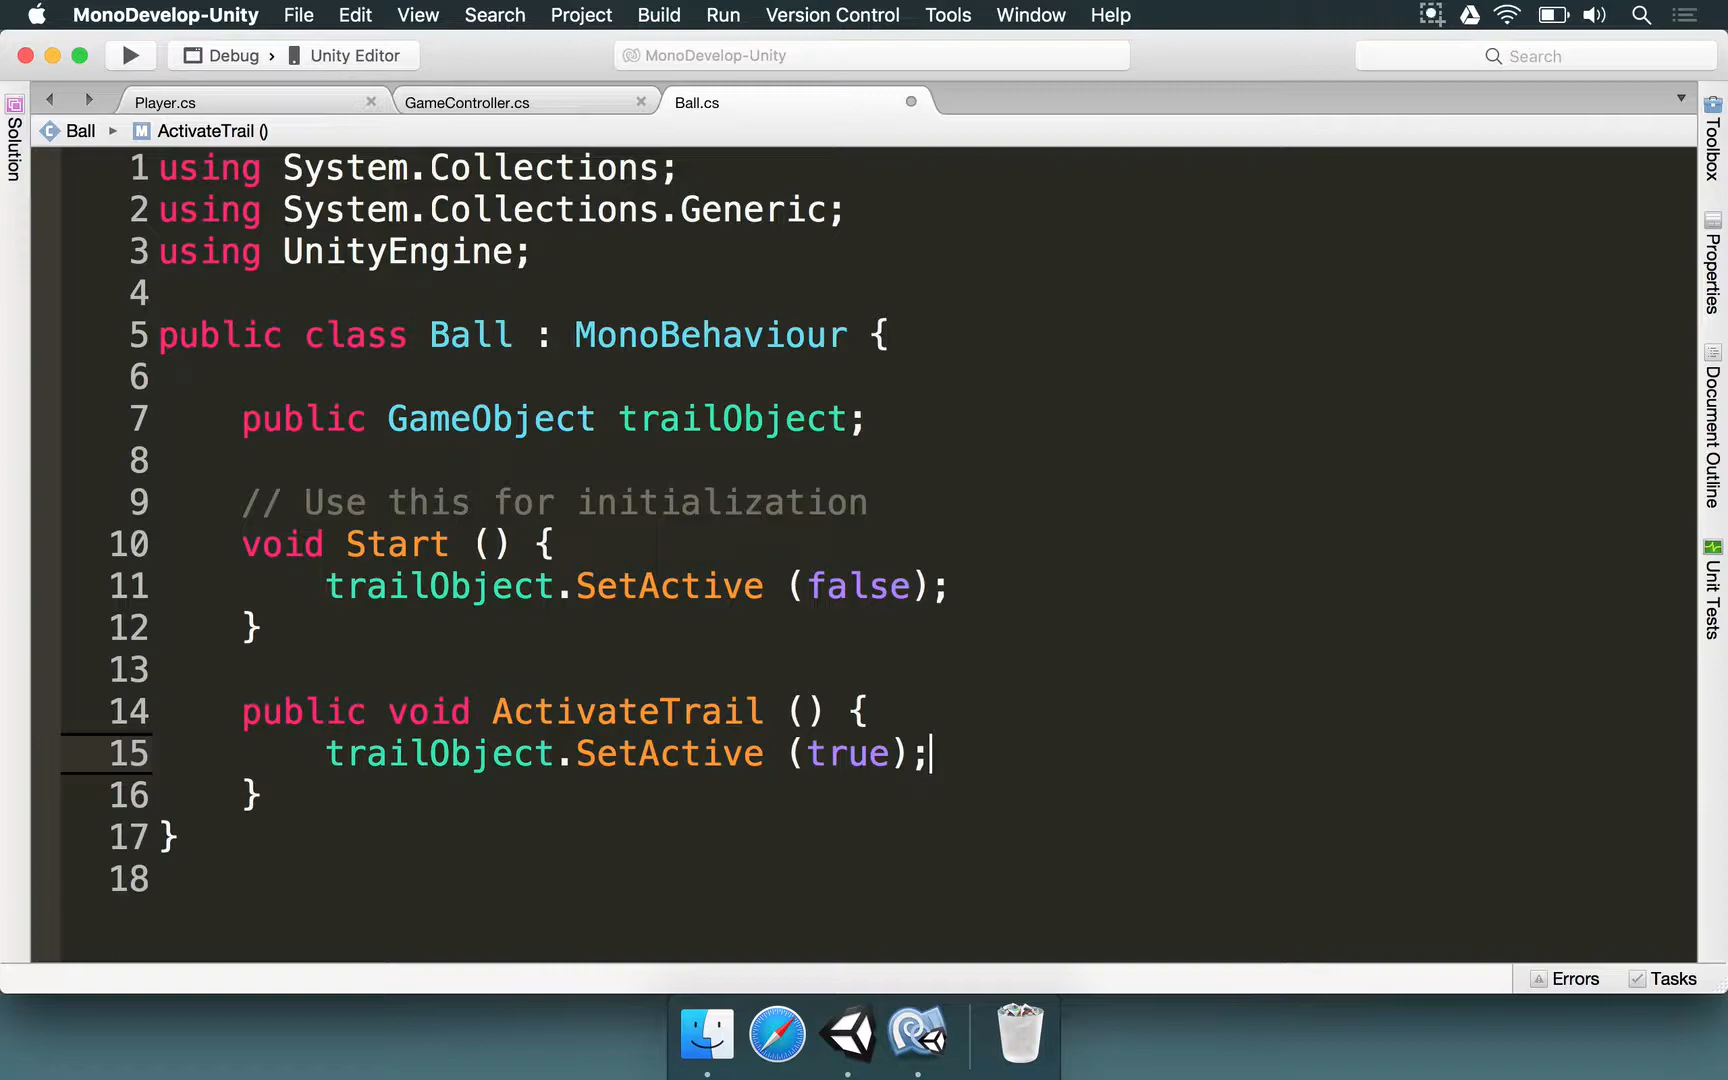 MonoDevelop-Unity File Edit View Search Project Build Run Version Control Tools Window Help
Debug › Unity Editor
MonoDevelop-Unity
Search
Player.cs
GameController.cs
Ball.cs
Ball ▸ ActivateTrail ()
Solution
1 using System.Collections;
2 using System.Collections.Generic;
3 using UnityEngine;
4
5 public class Ball : MonoBehaviour {
6
7 public GameObject trailObject;
8
9 // Use this for initialization
10 void Start () {
11 trailObject.SetActive (false);
12 }
13
14 public void ActivateTrail () {
15 trailObject.SetActive (true);
16 }
17 }
18
Toolbox
Properties
Document Outline
Unit Tests
Errors Tasks